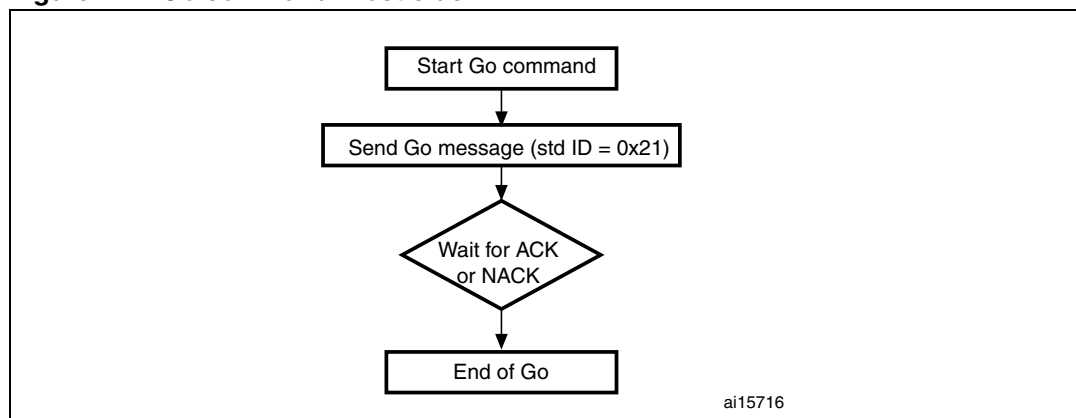 Start Go command
Send Go message (std ID = 0x21)
Wait for ACK
or NACK
End of Go
ai15716